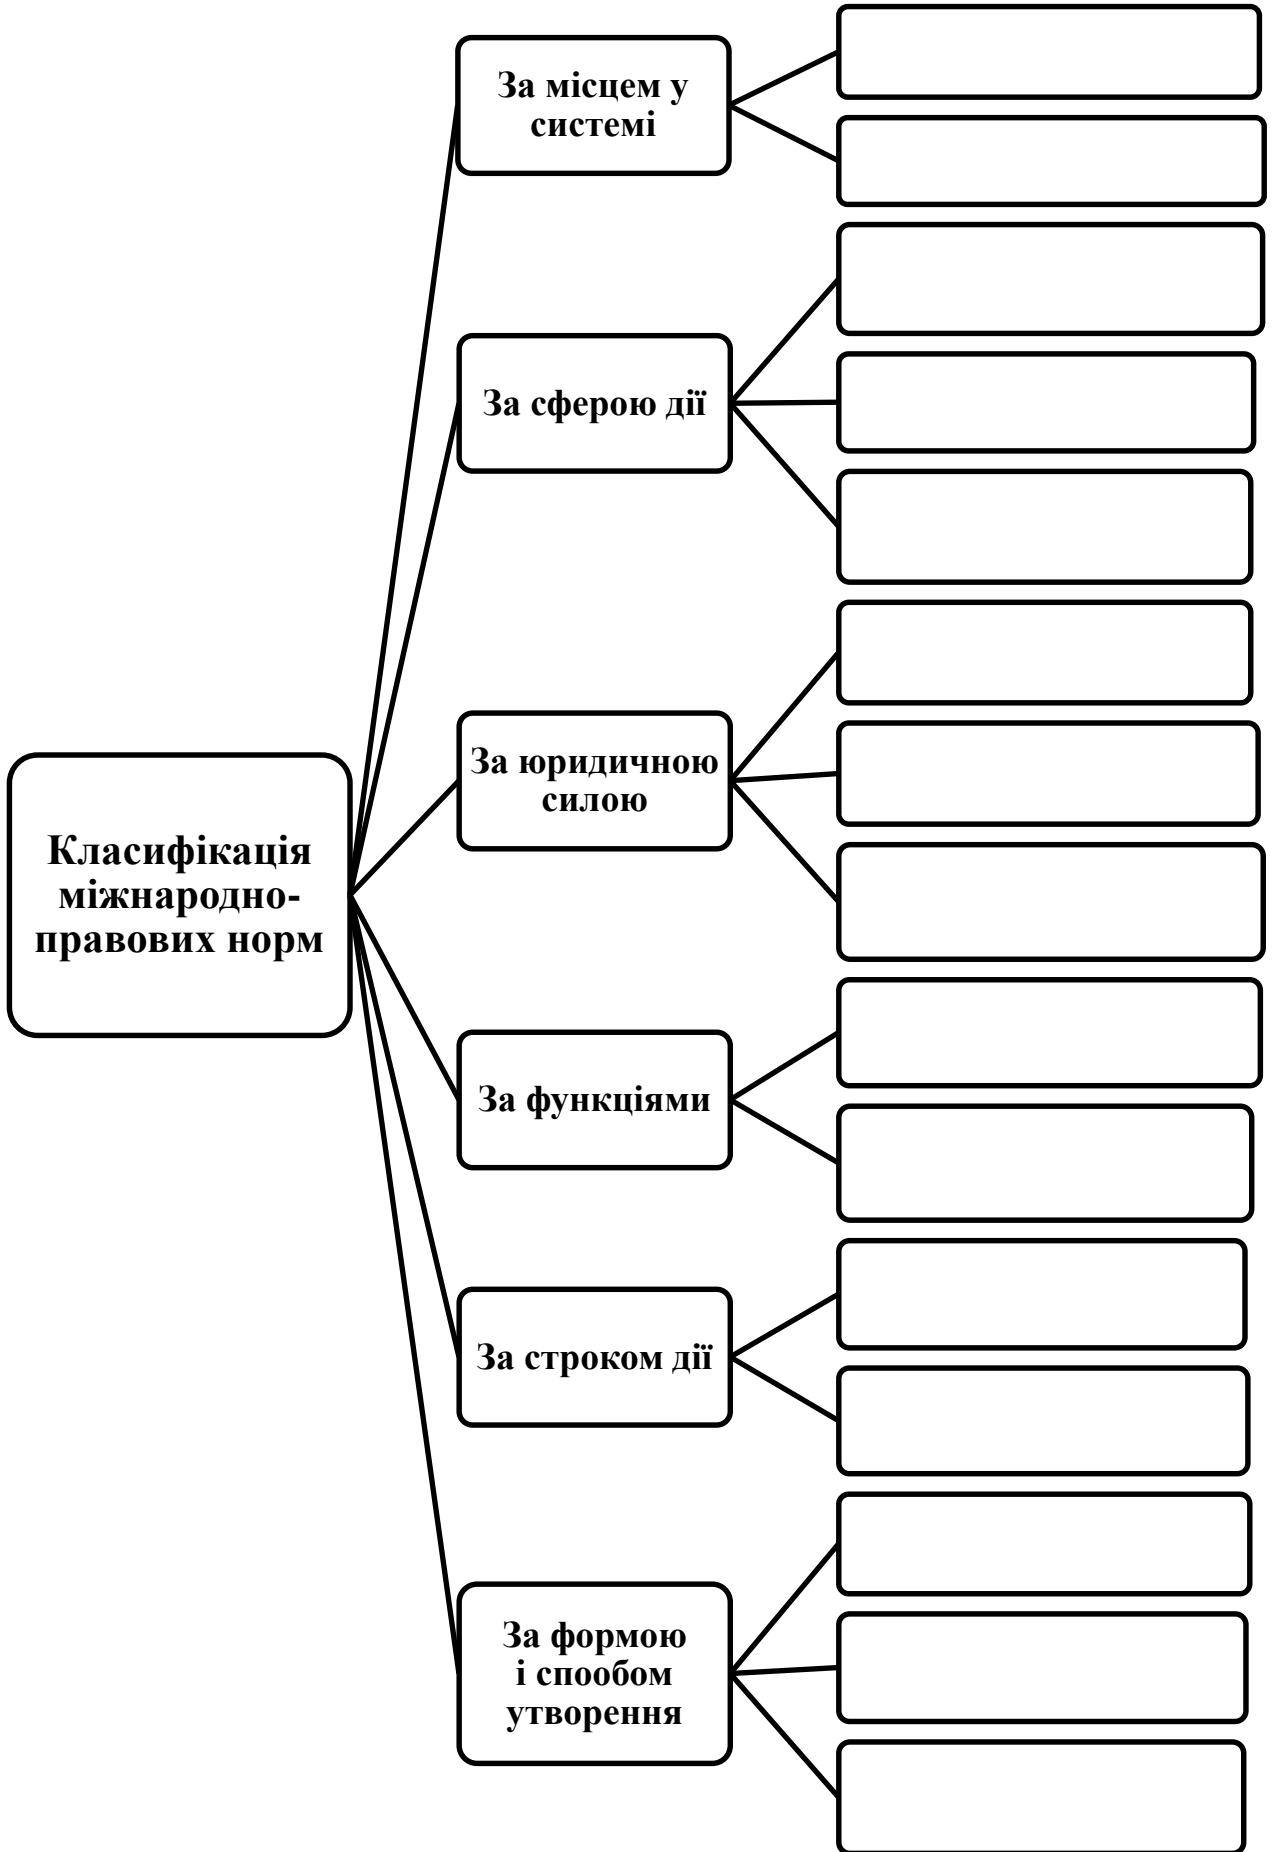 Класифікація
міжнародно-
правових норм
За місцем у
системі
За сферою дії
За юридичною
силою
За функціями
За строком дії
За формою
і спообом
утворення